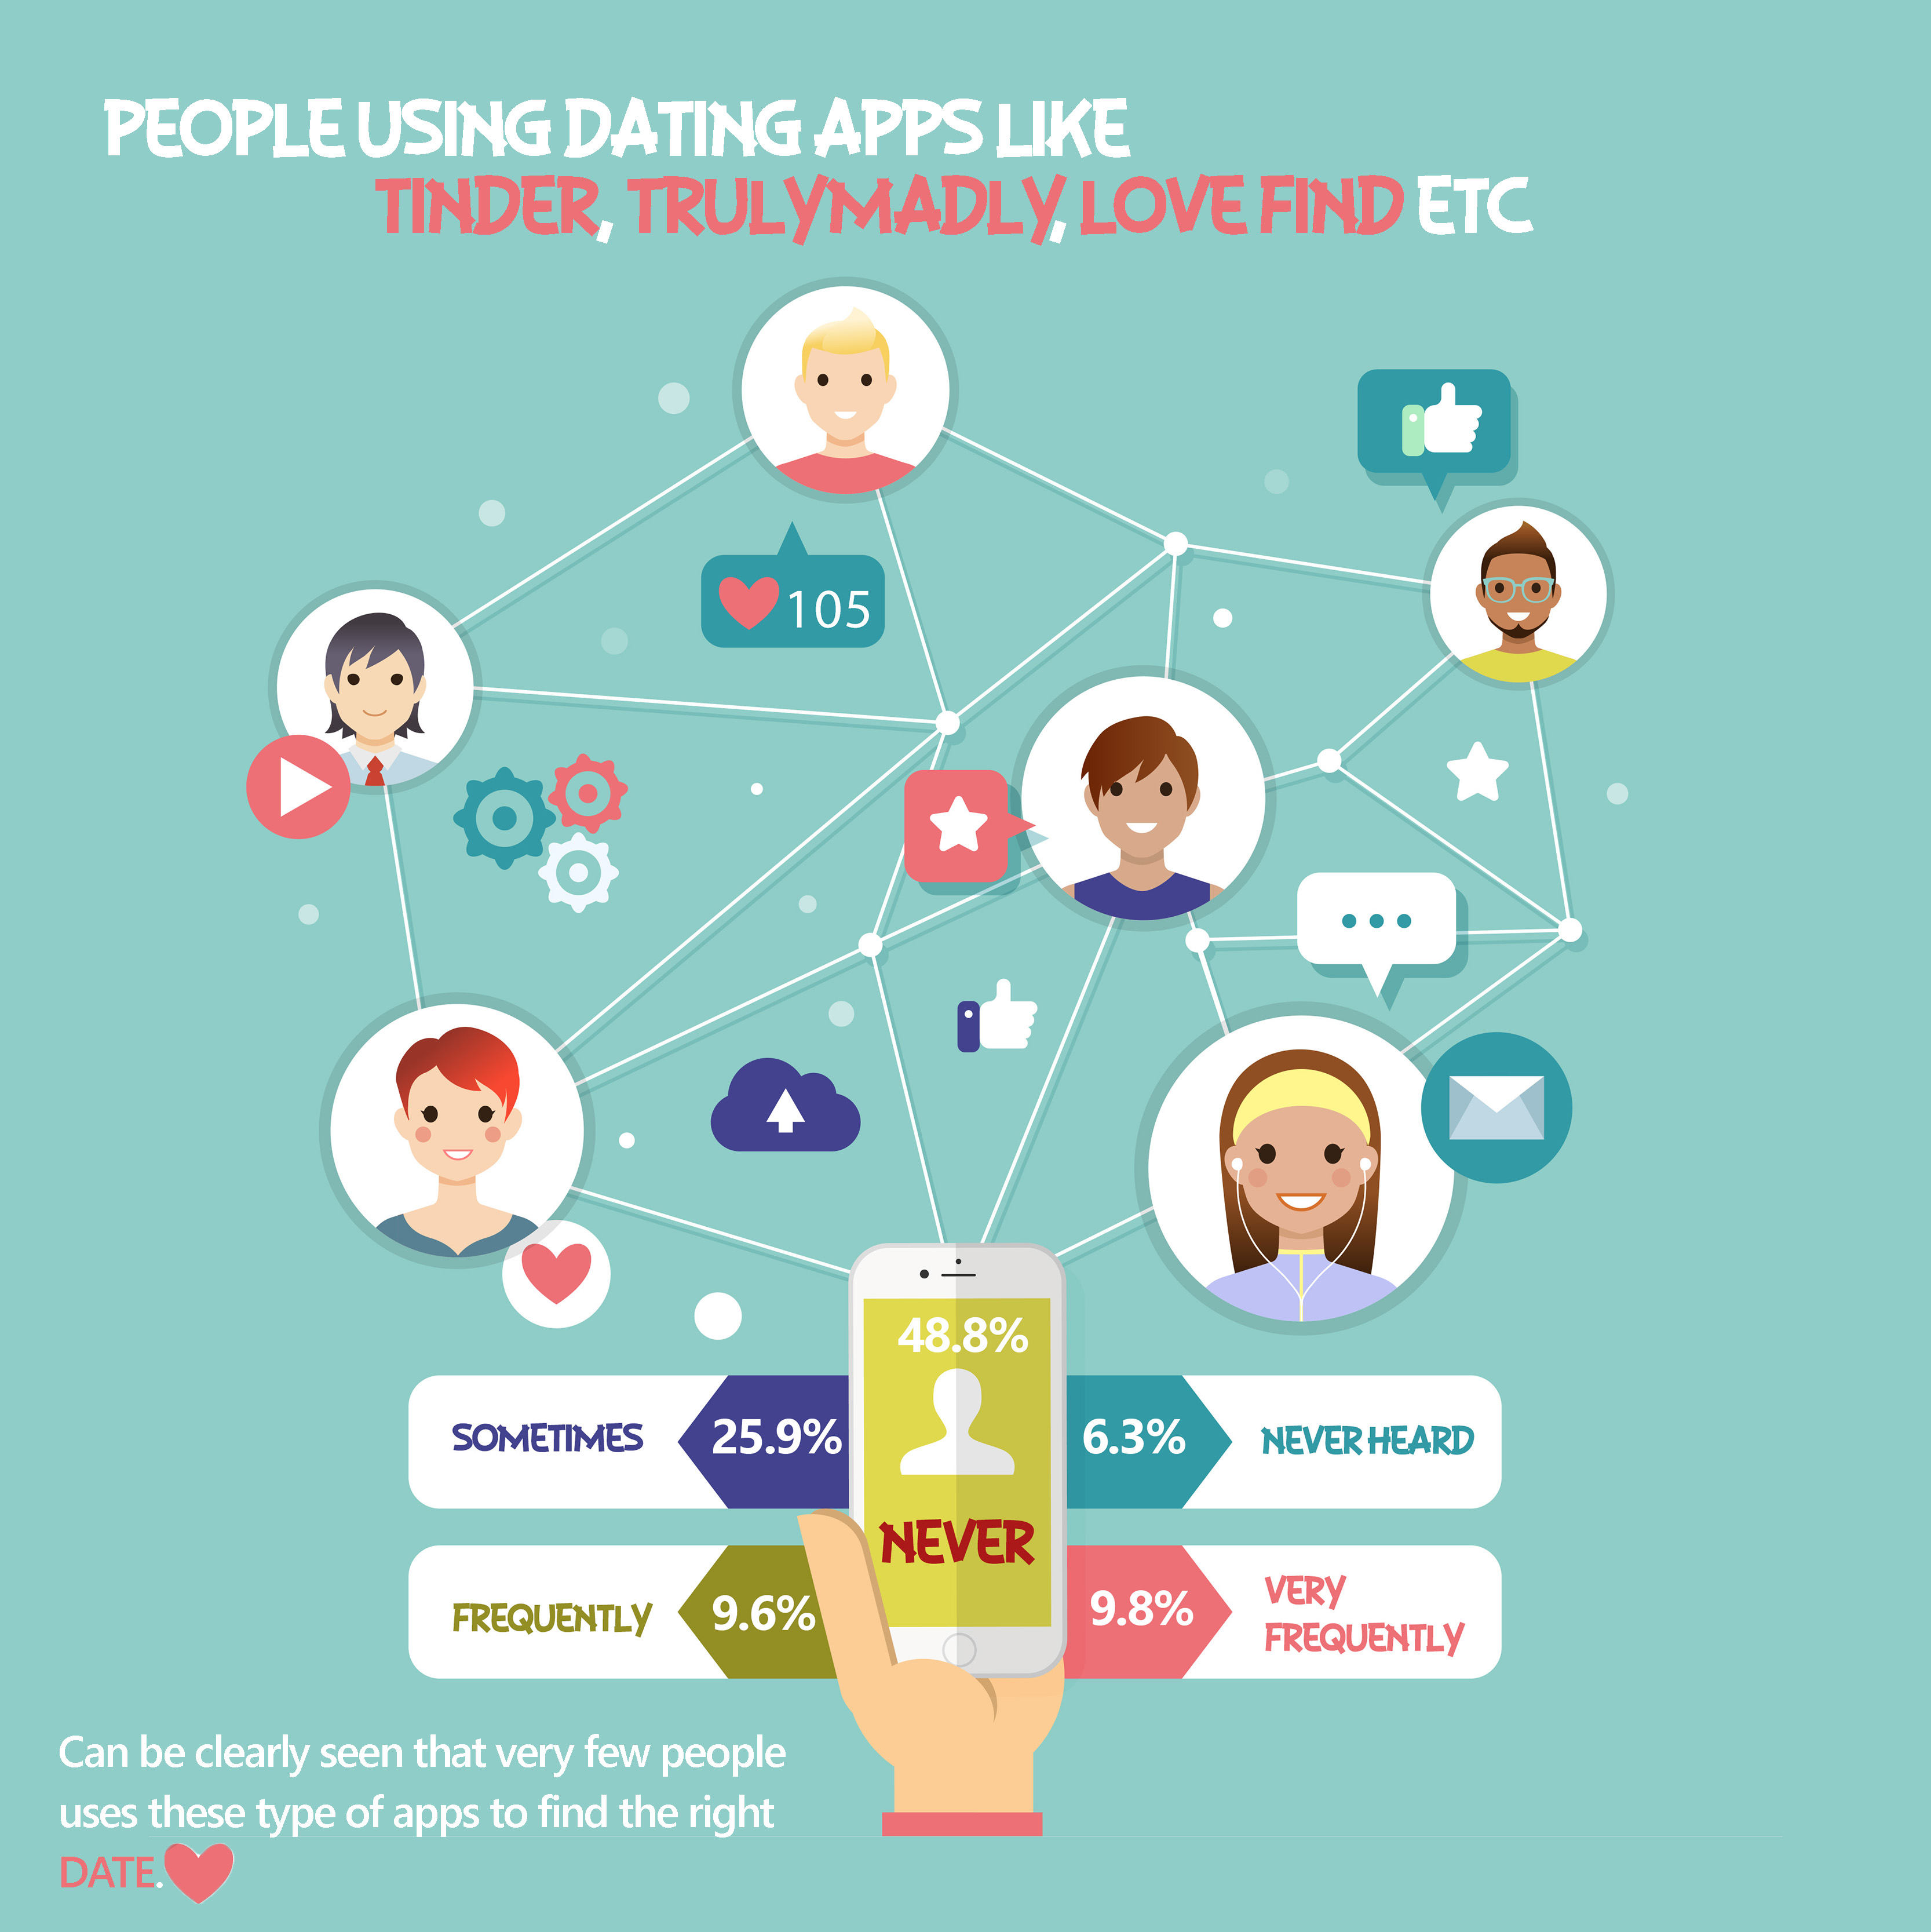 PEOPLE USING DATING APPS LIKE
TINDER, TRULYMADLY, LOVE FIND ETC
105
48.8%
NEVER
SOMETIMES
25.9%
6.3%
NEVER HEARD
FREQUENTLY
9.6%
9.8%
VERY
FREQUENTLY
Can be clearly seen that very few people
uses these type of apps to find the right
DATE.